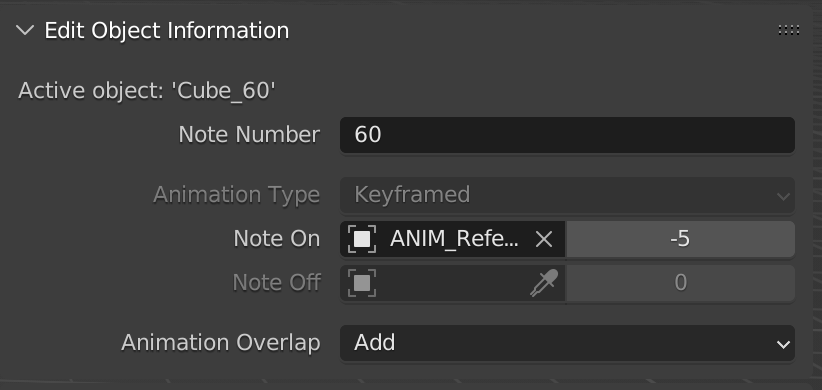 Edit Object Information
Active object: 'Cube_60'
Note Number 60
Animation Type Keyframed
Note On ANIM_Refe... -5
Note Off 0
Animation Overlap Add